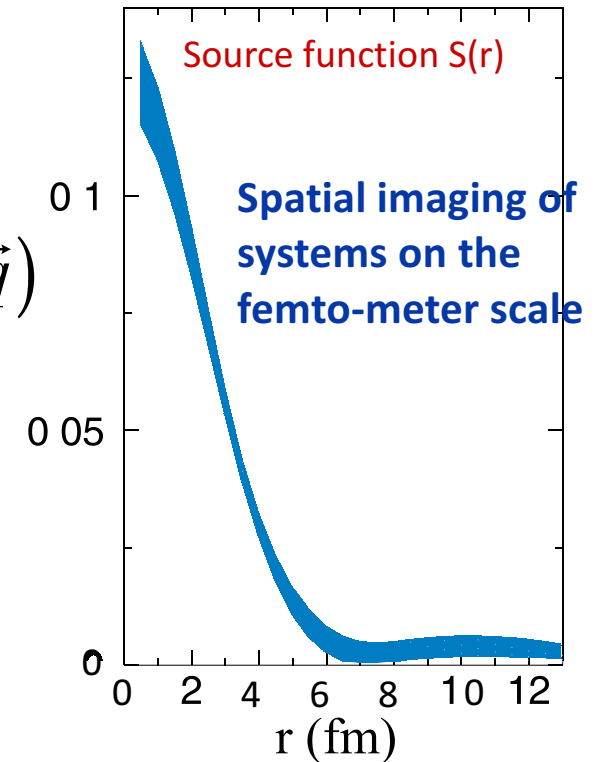 Source function S(r)
0 1
Spatial imaging of
systems on the
femto-meter scale
q⃗)
0 05
0
0 2 4 6 8 10 12
r (fm)